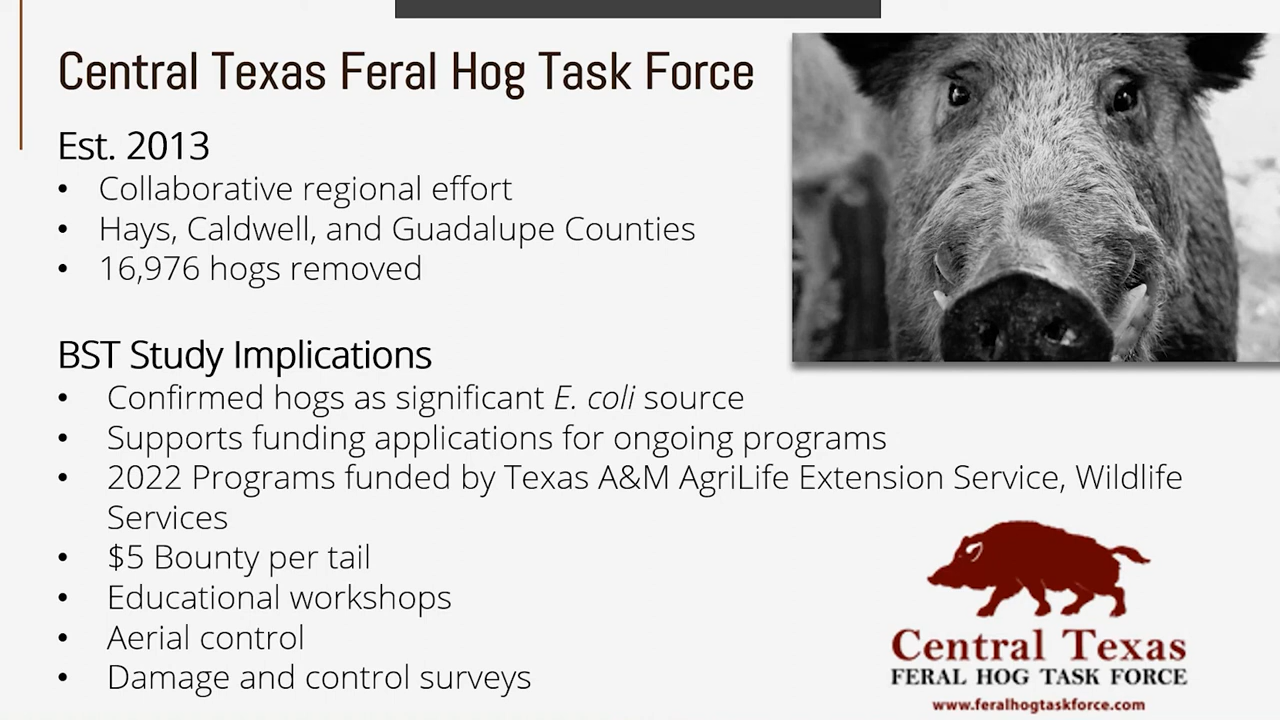 Central Texas Feral Hog Task Force
Est. 2013
• Collaborative regional effort
• Hays, Caldwell, and Guadalupe Counties
• 16,976 hogs removed
BST Study Implications
• Confirmed hogs as significant E. coli source
• Supports funding applications for ongoing programs
• 2022 Programs funded by Texas A&M AgriLife Extension Service, Wildlife
Services
• $5 Bounty per tail
• Educational workshops
• Aerial control
• Damage and control surveys
Central Texas
FERAL HOG TASK FORCE
www.feralhogtaskforce.com